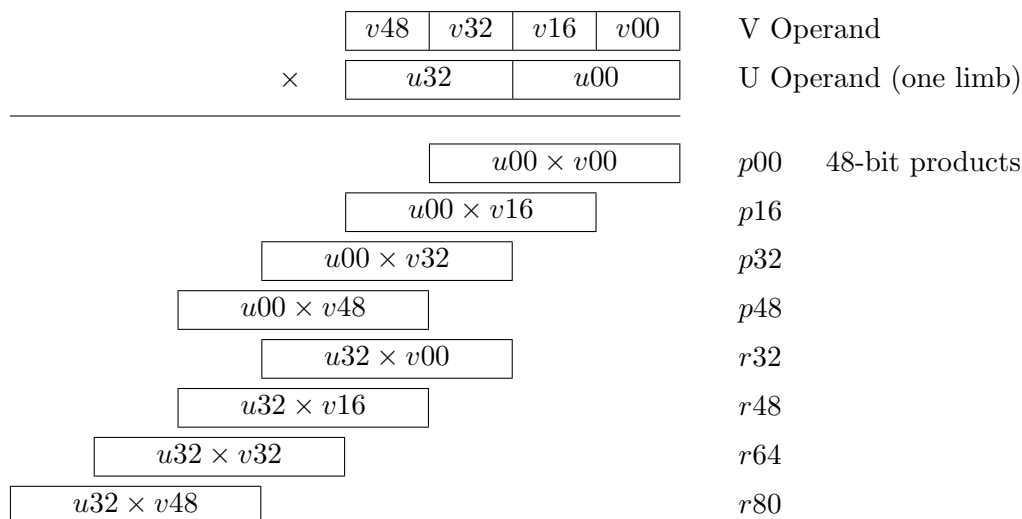 v48 v32 v16 v00 V Operand
× u32 u00 U Operand (one limb)
u00 × v00 p00 48-bit products
u00 × v16 p16
u00 × v32 p32
u00 × v48 p48
u32 × v00 r32
u32 × v16 r48
u32 × v32 r64
u32 × v48 r80